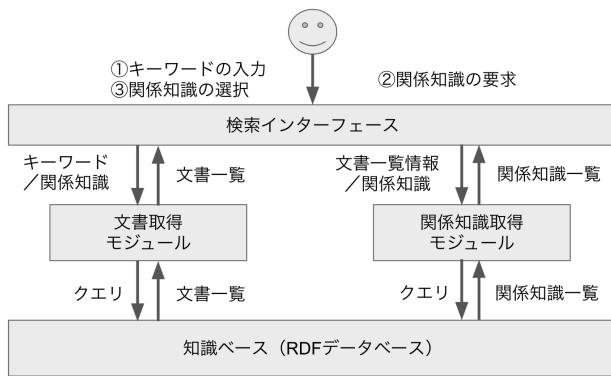 ①キーワードの入力
③関係知識の選択
②関係知識の要求
検索インターフェース
キーワード
／関係知識
文書一覧
文書一覧情報
／関係知識
関係知識一覧
文書取得
モジュール
関係知識取得
モジュール
クエリ
文書一覧
クエリ
関係知識一覧
知識ベース（RDFデータベース）